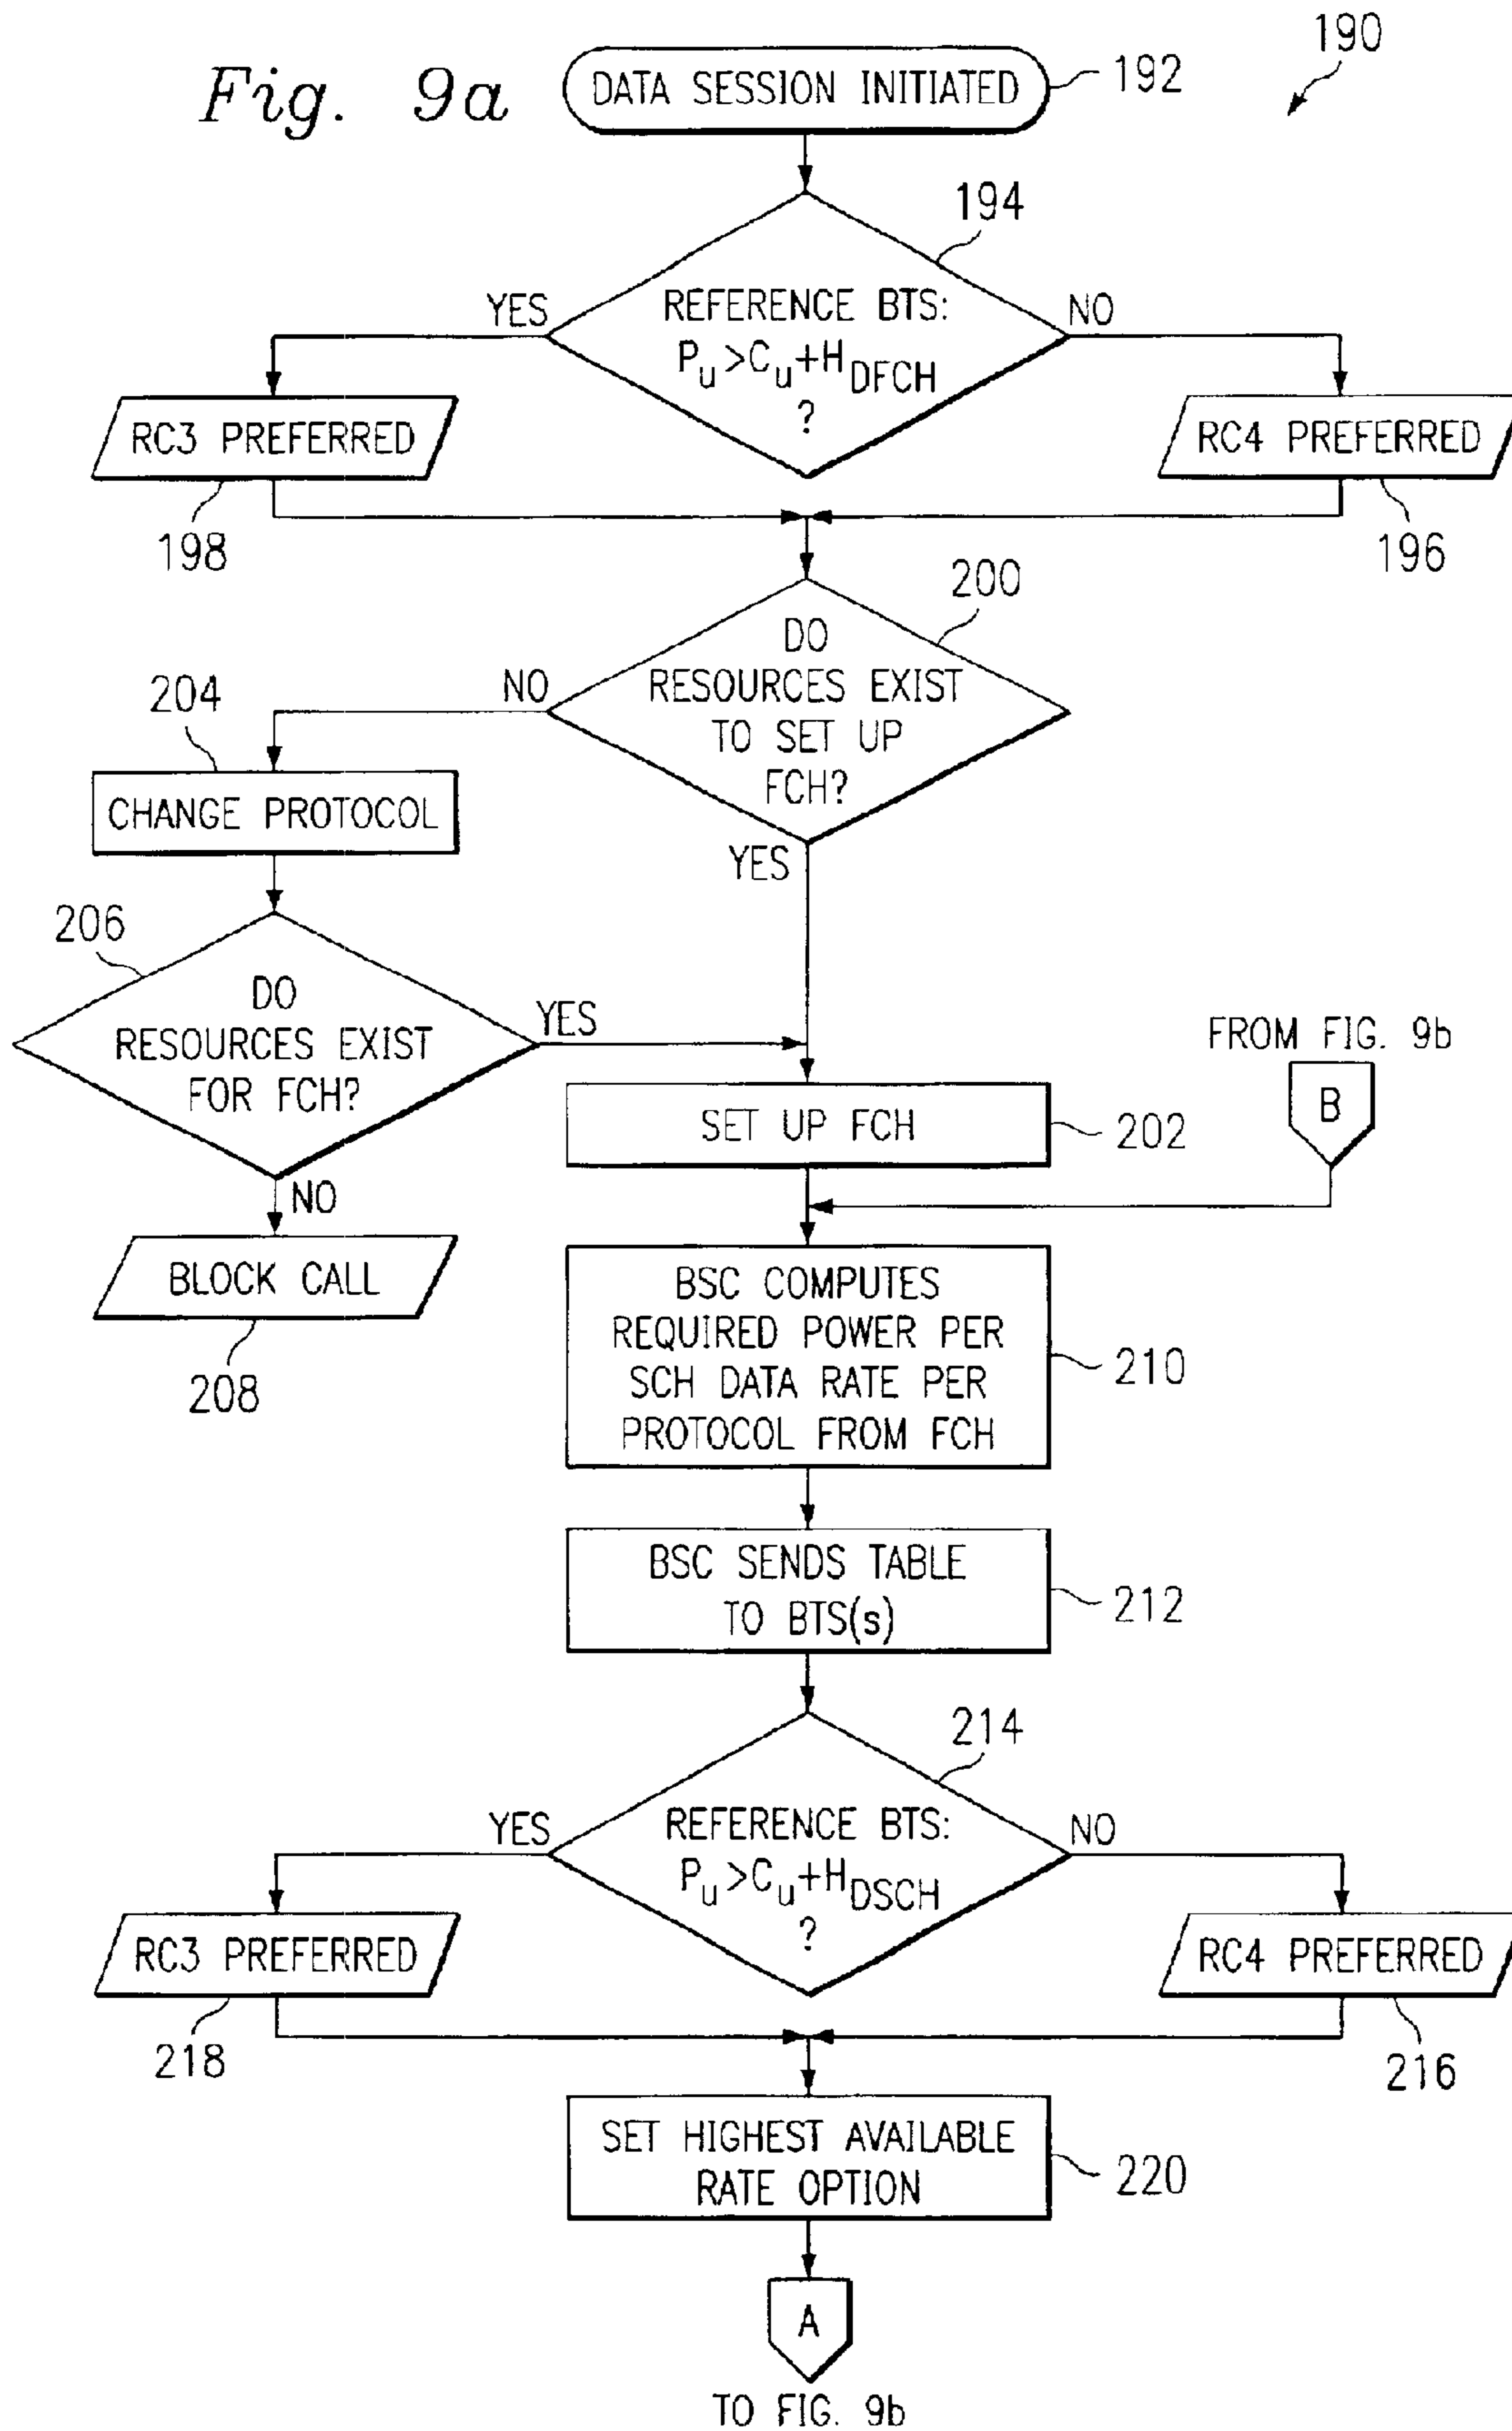 Fig. 9a
190
DATA SESSION INITIATED
192
194
REFERENCE BTS:
Pu>Cu+HDFCH
?
YES
NO
RC3 PREFERRED
RC4 PREFERRED
198
196
200
DO
RESOURCES EXIST
TO SET UP
FCH?
NO
YES
204
CHANGE PROTOCOL
206
DO
RESOURCES EXIST
FOR FCH?
YES
NO
FROM FIG. 9b
B
SET UP FCH
202
BLOCK CALL
208
BSC COMPUTES
REQUIRED POWER PER
SCH DATA RATE PER
PROTOCOL FROM FCH
210
BSC SENDS TABLE
TO BTS(s)
212
214
REFERENCE BTS:
Pu>Cu+HDSCH
?
YES
NO
RC3 PREFERRED
RC4 PREFERRED
218
216
SET HIGHEST AVAILABLE
RATE OPTION
220
A
TO FIG. 9b